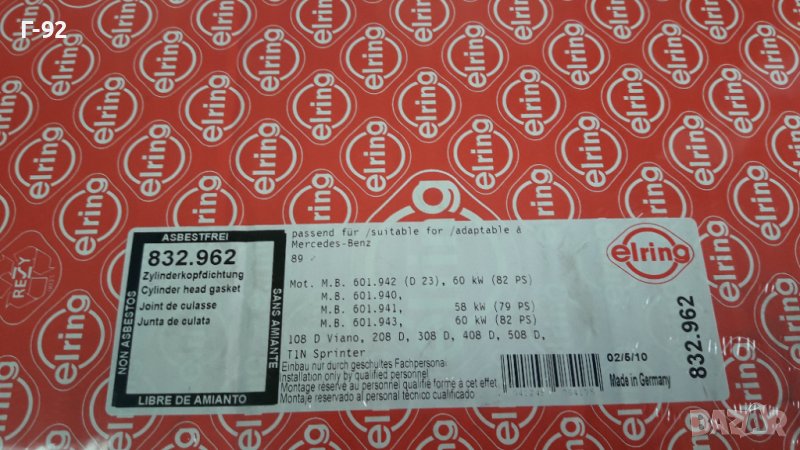 Г-92
ASBESTFREI
832.962
Zylinderkopfdichtung
Cylinder head gasket
Joint de culasse
Junta de culata
NON ASBESTOS
SANS AMIANTE
LIBRE DE AMIANTO
passend für /suitable for /adaptable à
Mercedes-Benz
89
Mot. M.B. 601.942 (D 23), 60 kW (82 PS)
M.B. 601.940,
M.B. 601.941, 58 kW (79 PS)
M.B. 601.943, 60 kW (82 PS)
108 D Viano, 208 D, 308 D, 408 D, 508 D,
T1N Sprinter
Einbau nur durch geschultes Fachpersonal
Installation only by qualified personnel
Montage réservé au personnel qualifié formé à cet effet
Montaje reservado al personal técnico cualificado
elring
832.962
02/5/10
Made in Germany
REZY
elring
BAZAR